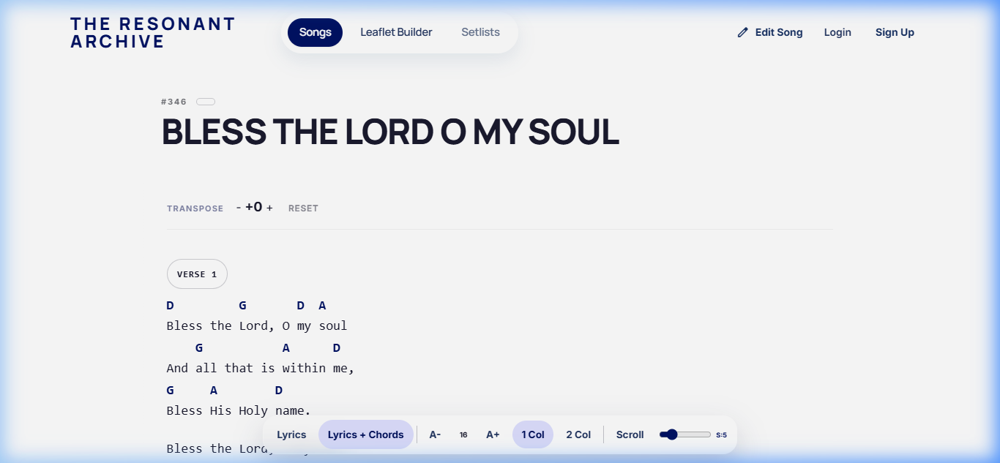 THE RESONANT
ARCHIVE
Songs
Leaflet Builder
Setlists
Edit Song
Login
Sign Up
#346
BLESS THE LORD O MY SOUL
TRANSPOSE - +0 + RESET
VERSE 1
D G D A
Bless the Lord, O my soul
G A D
And all that is within me,
G A D
Bless His Holy name.
Bless the Lord,
Lyrics
Lyrics + Chords
A-
16
A+
1 Col
2 Col
Scroll
S:5